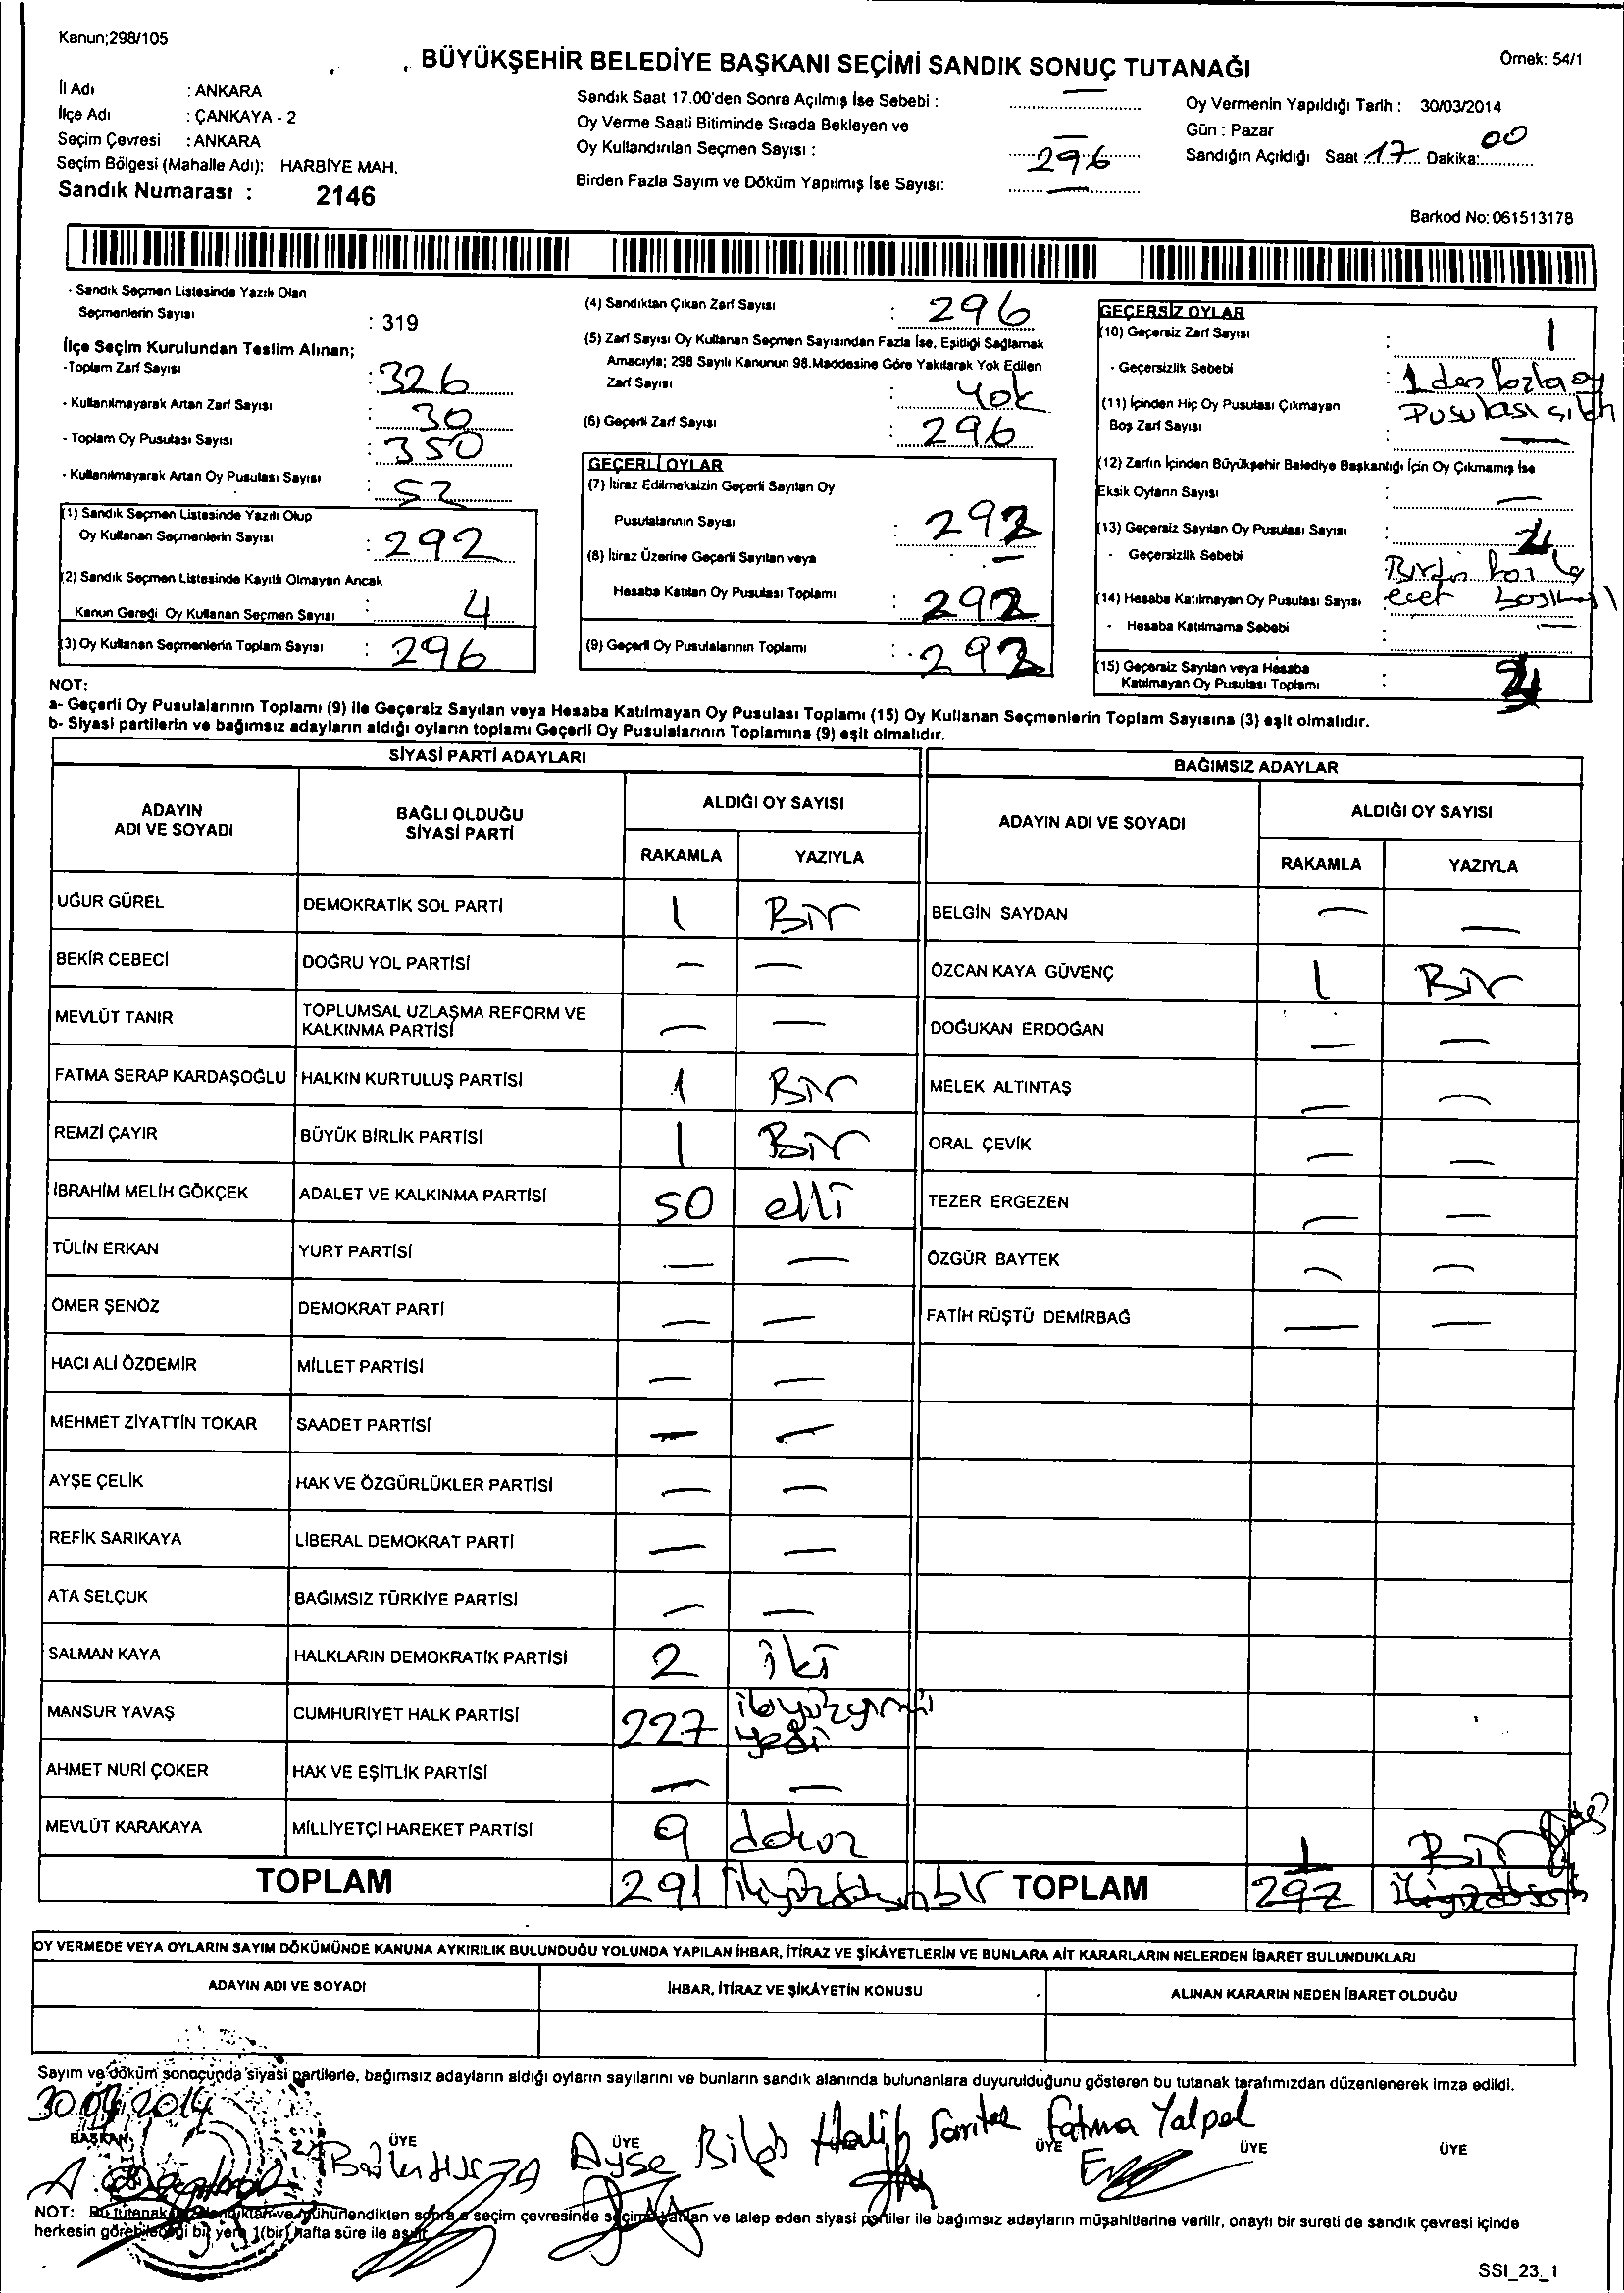 Kanun;298/105
BÜYÜKŞEHİR BELEDİYE BAŞKANI SEÇİMİ SANDIK SONUÇ TUTANAĞI
Örnek: 54/1
İl Adı : ANKARA
İlçe Adı : ÇANKAYA - 2
Seçim Çevresi : ANKARA
Seçim Bölgesi (Mahalle Adı): HARBİYE MAH.
Sandık Numarası : 2146
Sandık Saat 17.00'den Sonra Açılmış İse Sebebi : —
Oy Verme Saati Bitiminde Sırada Bekleyen ve
Oy Kullandırılan Seçmen Sayısı : — 296
Birden Fazla Sayım ve Döküm Yapılmış İse Sayısı: —
Oy Vermenin Yapıldığı Tarih : 30/03/2014
Gün : Pazar
Sandığın Açıldığı Saat 17 Dakika: 00
Barkod No: 061513178
- Sandık Seçmen Listesinde Yazılı Olan
Seçmenlerin Sayısı : 319
İlçe Seçim Kurulundan Teslim Alınan;
-Toplam Zarf Sayısı : 326
- Kullanılmayarak Artan Zarf Sayısı : 30
- Toplam Oy Pusulası Sayısı : 350
- Kullanılmayarak Artan Oy Pusulası Sayısı : 52
(1) Sandık Seçmen Listesinde Yazılı Olup
Oy Kullanan Seçmenlerin Sayısı : 292
(2) Sandık Seçmen Listesinde Kayıtlı Olmayan Ancak
Kanun Gereği Oy Kullanan Seçmen Sayısı : 4
(3) Oy Kullanan Seçmenlerin Toplam Sayısı : 296
(4) Sandıktan Çıkan Zarf Sayısı : 296
(5) Zarf Sayısı Oy Kullanan Seçmen Sayısından Fazla İse, Eşitliği Sağlamak
Amacıyla; 298 Sayılı Kanunun 98.Maddesine Göre Yakılarak Yok Edilen
Zarf Sayısı : Yok
(6) Geçerli Zarf Sayısı : 296
GEÇERLİ OYLAR
(7) İtiraz Edilmeksizin Geçerli Sayılan Oy
Pusulalarının Sayısı : 292
(8) İtiraz Üzerine Geçerli Sayılan veya : —
Hesaba Katılan Oy Pusulası Toplamı : 292
(9) Geçerli Oy Pusulalarının Toplamı : 292
GEÇERSİZ OYLAR
(10) Geçersiz Zarf Sayısı : 1
- Geçersizlik Sebebi : 1 den fazla oy
pusulası
(11) İçinden Hiç Oy Pusulası Çıkmayan
Boş Zarf Sayısı : —
(12) Zarfın İçinden Büyükşehir Belediye Başkanlığı İçin Oy Çıkmamış İse
Eksik Oyların Sayısı : —
(13) Geçersiz Sayılan Oy Pusulası Sayısı : 4
- Geçersizlik Sebebi : Birden fazla
evet
(14) Hesaba Katılmayan Oy Pusulası Sayısı
- Hesaba Katılmama Sebebi : —
(15) Geçersiz Sayılan veya Hesaba
Katılmayan Oy Pusulası Toplamı : 4
NOT:
a- Geçerli Oy Pusulalarının Toplamı (9) ile Geçersiz Sayılan veya Hesaba Katılmayan Oy Pusulası Toplamı (15) Oy Kullanan Seçmenlerin Toplam Sayısına (3) eşit olmalıdır.
b- Siyasi partilerin ve bağımsız adayların aldığı oyların toplamı Geçerli Oy Pusulalarının Toplamına (9) eşit olmalıdır.
SİYASİ PARTİ ADAYLARI
ADAYIN ADI VE SOYADI
BAĞLI OLDUĞU SİYASİ PARTİ
ALDIĞI OY SAYISI
RAKAMLA YAZIYLA
UĞUR GÜREL DEMOKRATİK SOL PARTİ 1 Bir
BEKİR CEBECİ DOĞRU YOL PARTİSİ — —
MEVLÜT TANIR TOPLUMSAL UZLAŞMA REFORM VE KALKINMA PARTİSİ — —
FATMA SERAP KARDAŞOĞLU HALKIN KURTULUŞ PARTİSİ 1 Bir
REMZİ ÇAYIR BÜYÜK BİRLİK PARTİSİ 1 Bir
İBRAHİM MELİH GÖKÇEK ADALET VE KALKINMA PARTİSİ 50 elli
TÜLİN ERKAN YURT PARTİSİ — —
ÖMER ŞENÖZ DEMOKRAT PARTİ — —
HACI ALİ ÖZDEMİR MİLLET PARTİSİ — —
MEHMET ZİYATTİN TOKAR SAADET PARTİSİ — —
AYŞE ÇELİK HAK VE ÖZGÜRLÜKLER PARTİSİ — —
REFİK SARIKAYA LİBERAL DEMOKRAT PARTİ — —
ATA SELÇUK BAĞIMSIZ TÜRKİYE PARTİSİ — —
SALMAN KAYA HALKLARIN DEMOKRATİK PARTİSİ 2 iki
MANSUR YAVAŞ CUMHURİYET HALK PARTİSİ 227 ikiyüzyirmi yedi
AHMET NURİ ÇOKER HAK VE EŞİTLİK PARTİSİ — —
MEVLÜT KARAKAYA MİLLİYETÇİ HAREKET PARTİSİ 9 dokuz
TOPLAM 291 ikiyüzdoksanbir
BAĞIMSIZ ADAYLAR
ADAYIN ADI VE SOYADI
ALDIĞI OY SAYISI
RAKAMLA YAZIYLA
BELGİN SAYDAN — —
ÖZCAN KAYA GÜVENÇ 1 Bir
DOĞUKAN ERDOĞAN — —
MELEK ALTINTAŞ — —
ORAL ÇEVİK — —
TEZER ERGEZEN — —
ÖZGÜR BAYTEK — —
FATİH RÜŞTÜ DEMİRBAĞ — —
1 Bir
TOPLAM 292
OY VERMEDE VEYA OYLARIN SAYIM DÖKÜMÜNDE KANUNA AYKIRILIK BULUNDUĞU YOLUNDA YAPILAN İHBAR, İTİRAZ VE ŞİKÂYETLERİN VE BUNLARA AİT KARARLARIN NELERDEN İBARET BULUNDUKLARI
ADAYIN ADI VE SOYADI
İHBAR, İTİRAZ VE ŞİKÂYETİN KONUSU
ALINAN KARARIN NEDEN İBARET OLDUĞU
Sayım ve döküm sonucunda siyasi partilerle, bağımsız adayların aldığı oyların sayılarını ve bunların sandık alanında bulunanlara duyurulduğunu gösteren bu tutanak tarafımızdan düzenlenerek imza edildi.
30.03.2014
BAŞKAN ÜYE ÜYE ÜYE ÜYE ÜYE
Ayşe Halip Fatma Yalpal
NOT: Bu tutanak ve mühürlendikten sonra o seçim çevresinde seçime katılan ve talep eden siyasi partiler ile bağımsız adayların müşahitlerine verilir, onaylı bir sureti de sandık çevresi içinde
herkesin görebileceği bir yere 1(bir) hafta süre ile asılır.
SSI_23_1